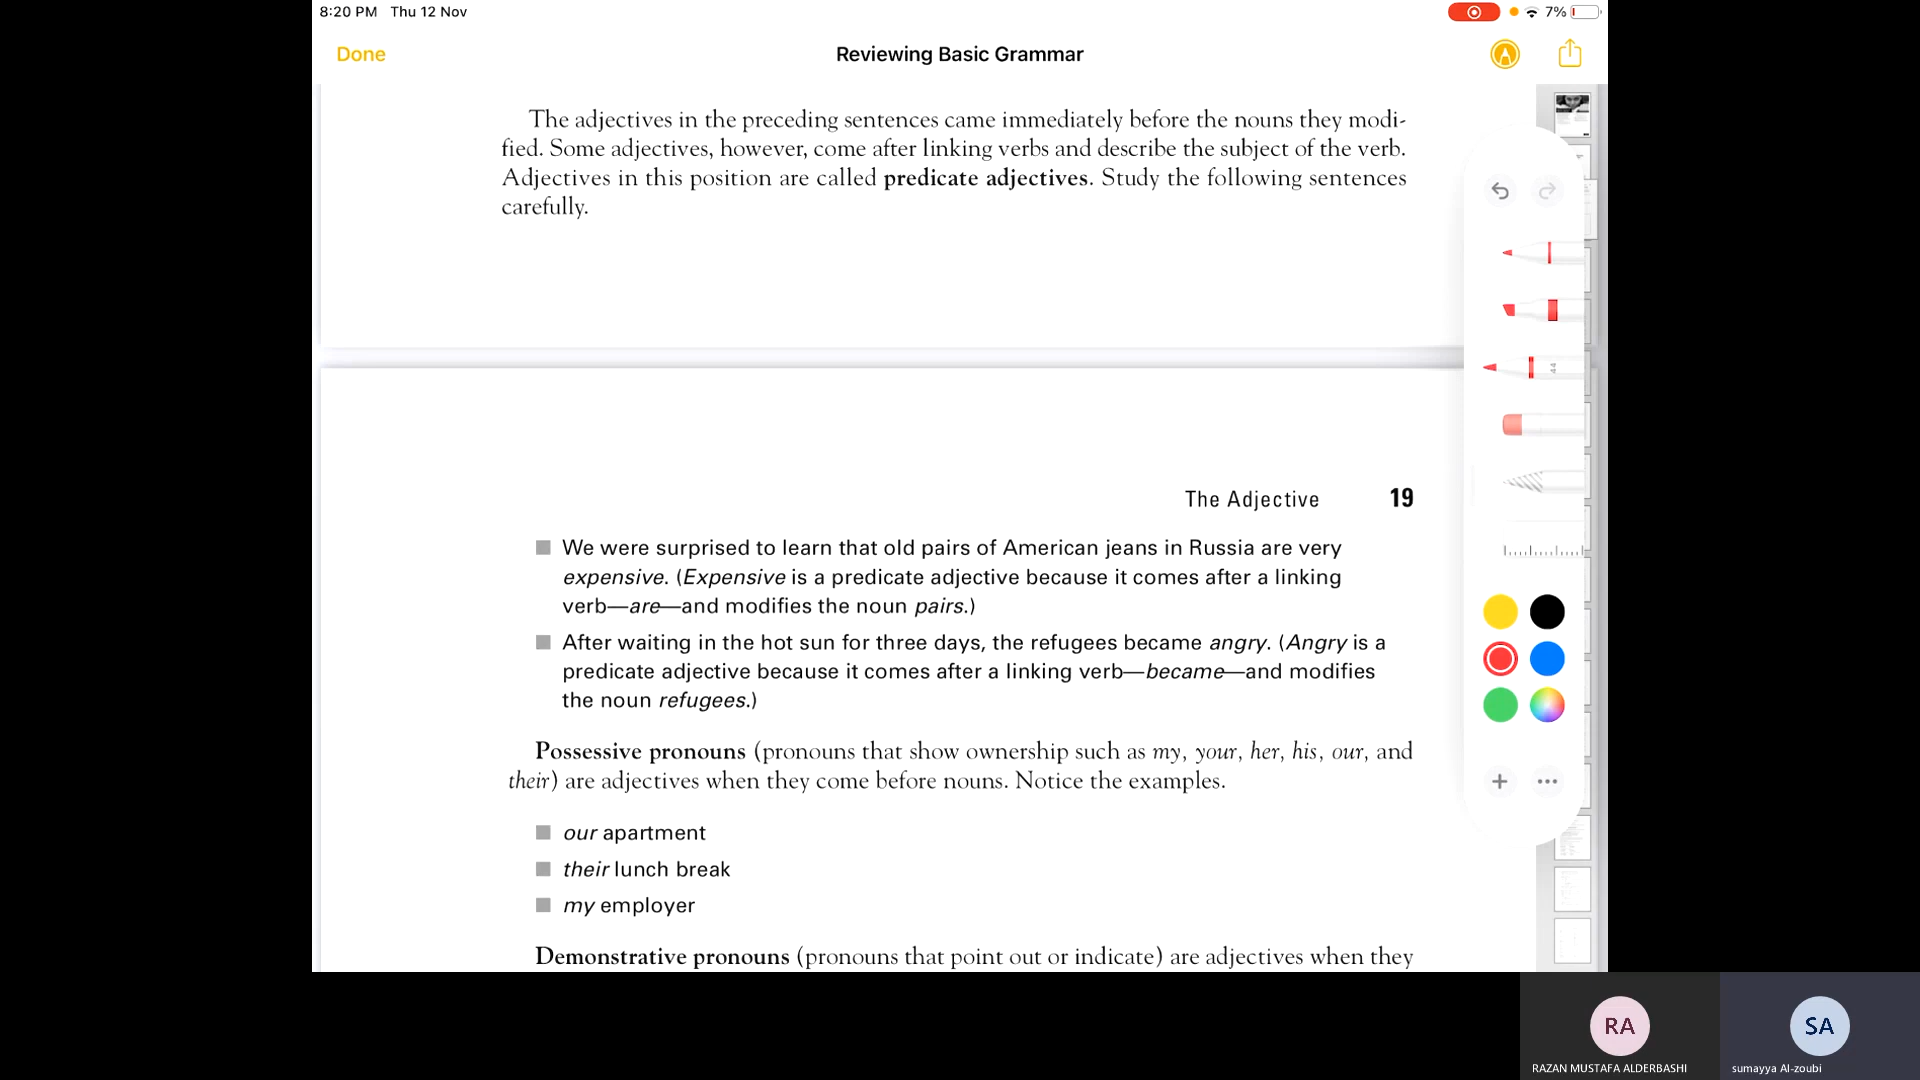 8:20 PM Thu 12 Nov
7%
Done
Reviewing Basic Grammar
The adjectives in the preceding sentences came immediately before the nouns they modi-
fied. Some adjectives, however, come after linking verbs and describe the subject of the verb.
Adjectives in this position are called predicate adjectives. Study the following sentences
carefully.
The Adjective 19
We were surprised to learn that old pairs of American jeans in Russia are very
expensive. (Expensive is a predicate adjective because it comes after a linking
verb—are—and modifies the noun pairs.)
After waiting in the hot sun for three days, the refugees became angry. (Angry is a
predicate adjective because it comes after a linking verb—became—and modifies
the noun refugees.)
Possessive pronouns (pronouns that show ownership such as my, your, her, his, our, and
their) are adjectives when they come before nouns. Notice the examples.
our apartment
their lunch break
my employer
Demonstrative pronouns (pronouns that point out or indicate) are adjectives when they
44
RA
SA
RAZAN MUSTAFA ALDERBASHI
sumayya Al-zoubi